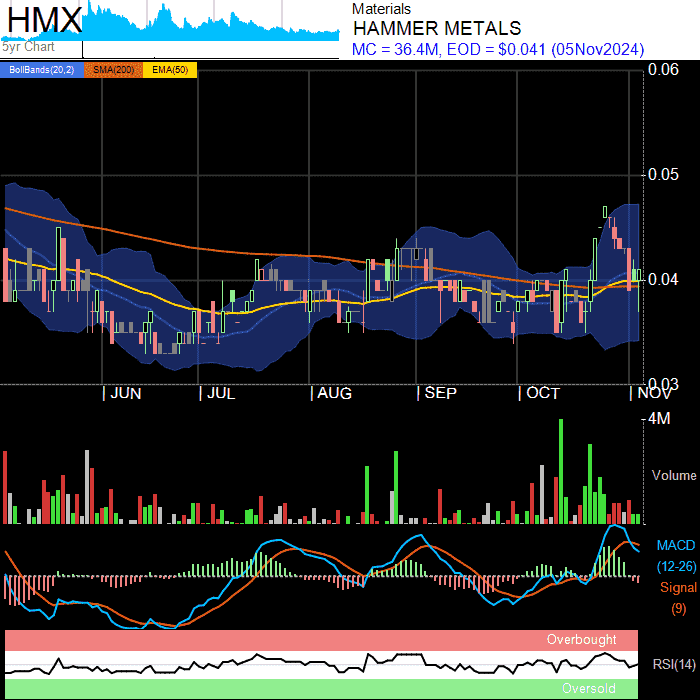 HMX
5yr Chart
Materials
HAMMER METALS
MC = 36.4M, EOD = $0.041 (05Nov2024)
BollBands(20,2) SMA(200) EMA(50)
0.06
0.05
0.04
0.03
JUN JUL AUG SEP OCT NOV
4M
Volume
MACD
(12-26)
Signal
(9)
Overbought
RSI(14)
Oversold